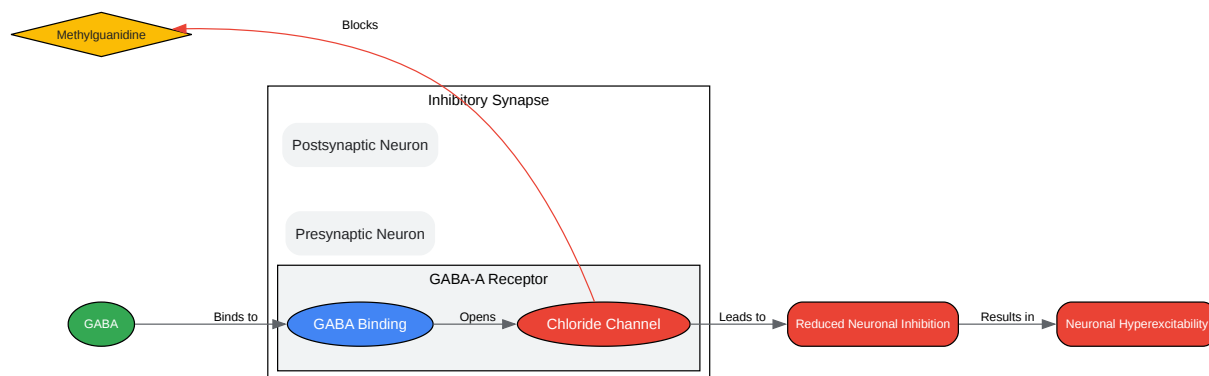 Methylguanidine
Blocks
Inhibitory Synapse
Postsynaptic Neuron
Presynaptic Neuron
GABA-A Receptor
GABA
Binds to
GABA Binding
Opens
Chloride Channel
Leads to
Reduced Neuronal Inhibition
Results in
Neuronal Hyperexcitability